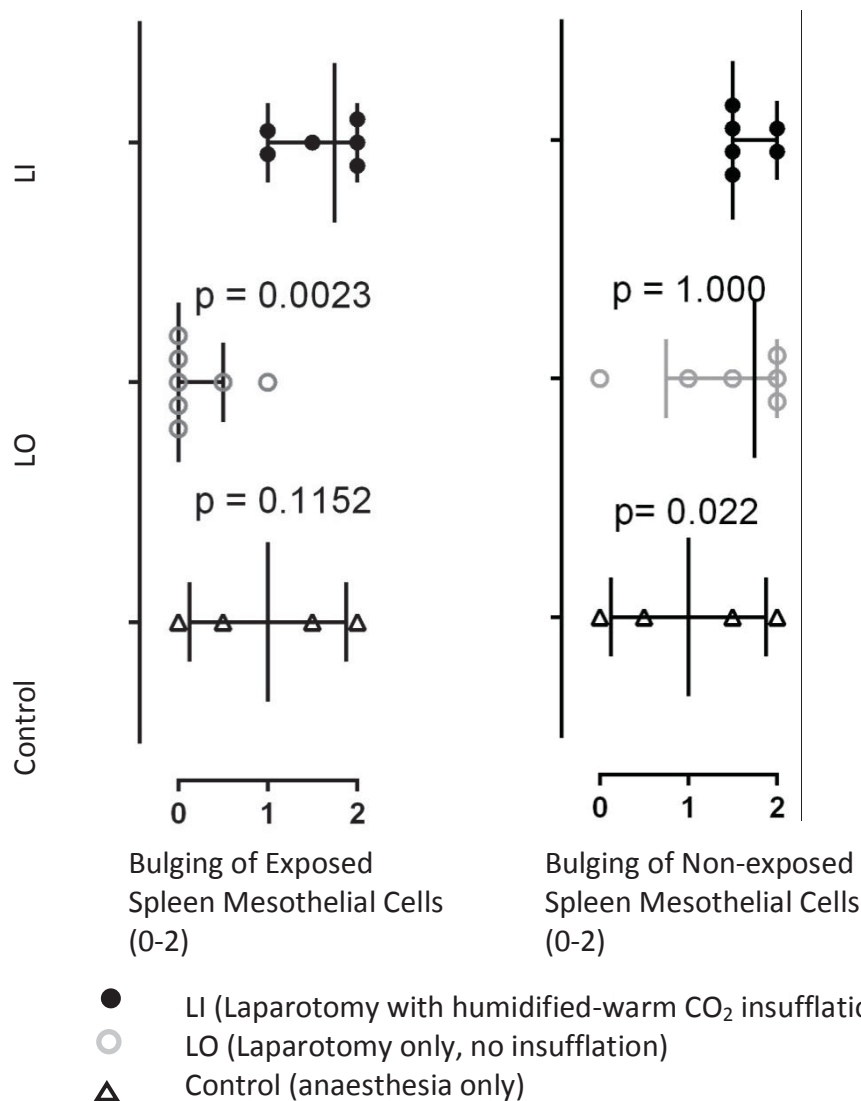 LI
p = 0.0023
p = 1.000
LO
p = 0.1152
p= 0.022
Control
0 1 2
0 1 2
Bulging of Exposed
Spleen Mesothelial Cells
(0-2)
Bulging of Non-exposed
Spleen Mesothelial Cells
(0-2)
LI (Laparotomy with humidified-warm CO₂ insufflatio
LO (Laparotomy only, no insufflation)
Control (anaesthesia only)